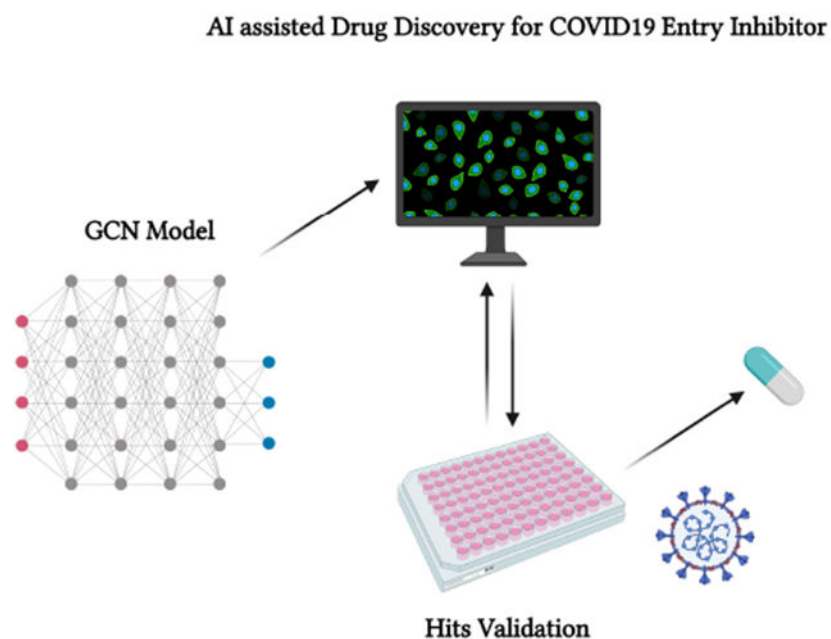 AI assisted Drug Discovery for COVID19 Entry Inhibitor
GCN Model
Hits Validation